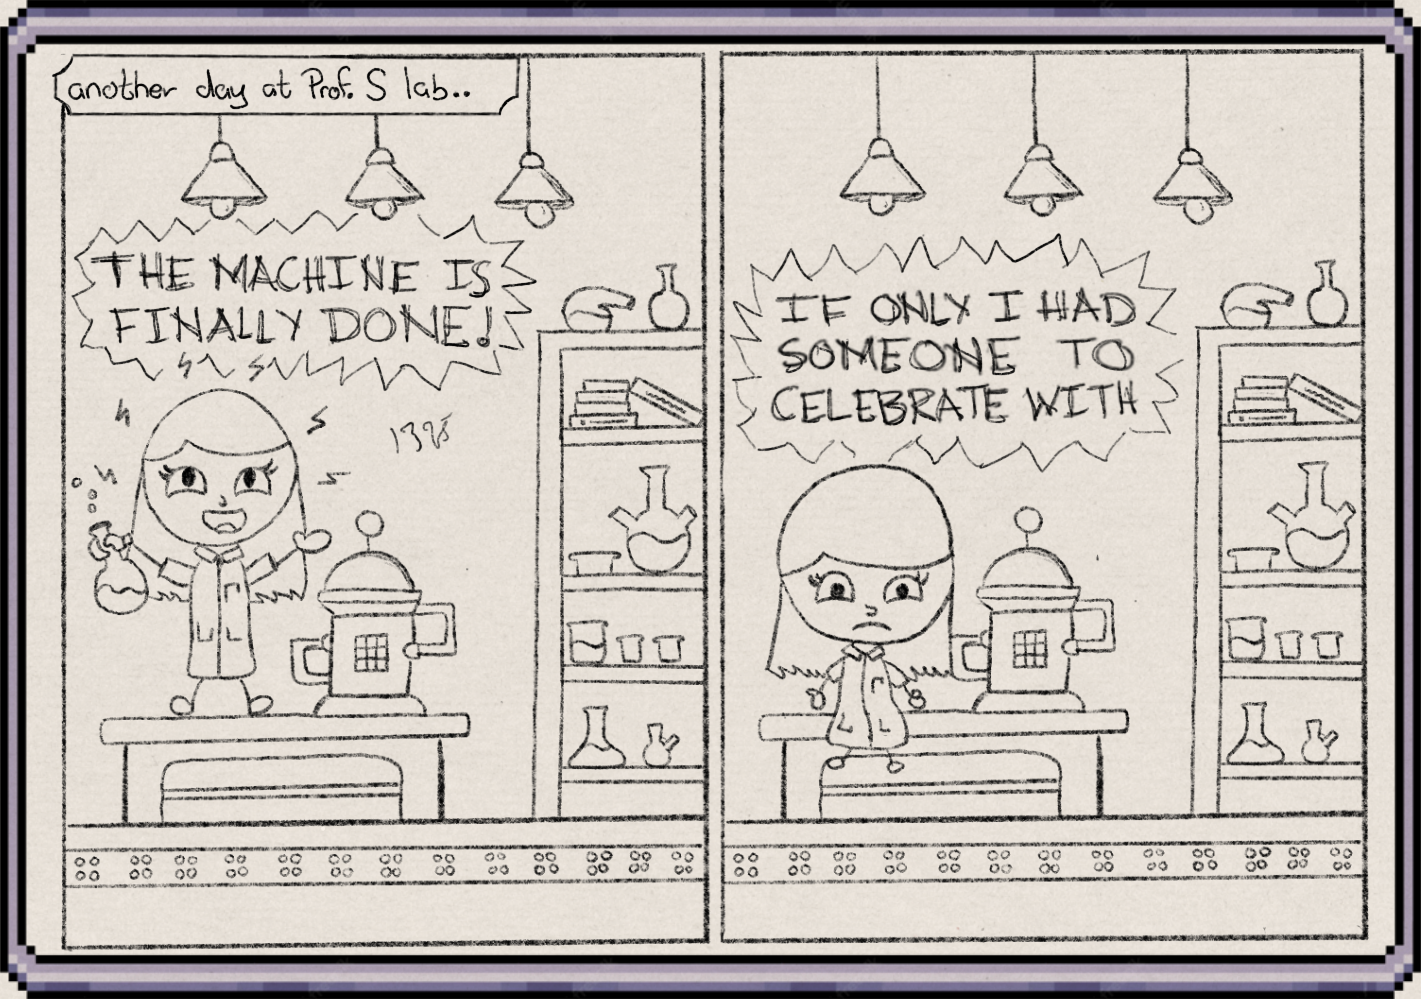 another day at Prof. S lab..
THE MACHINE IS
FINALLY DONE!
IF ONLY I HAD
SOMEONE TO
CELEBRATE WITH